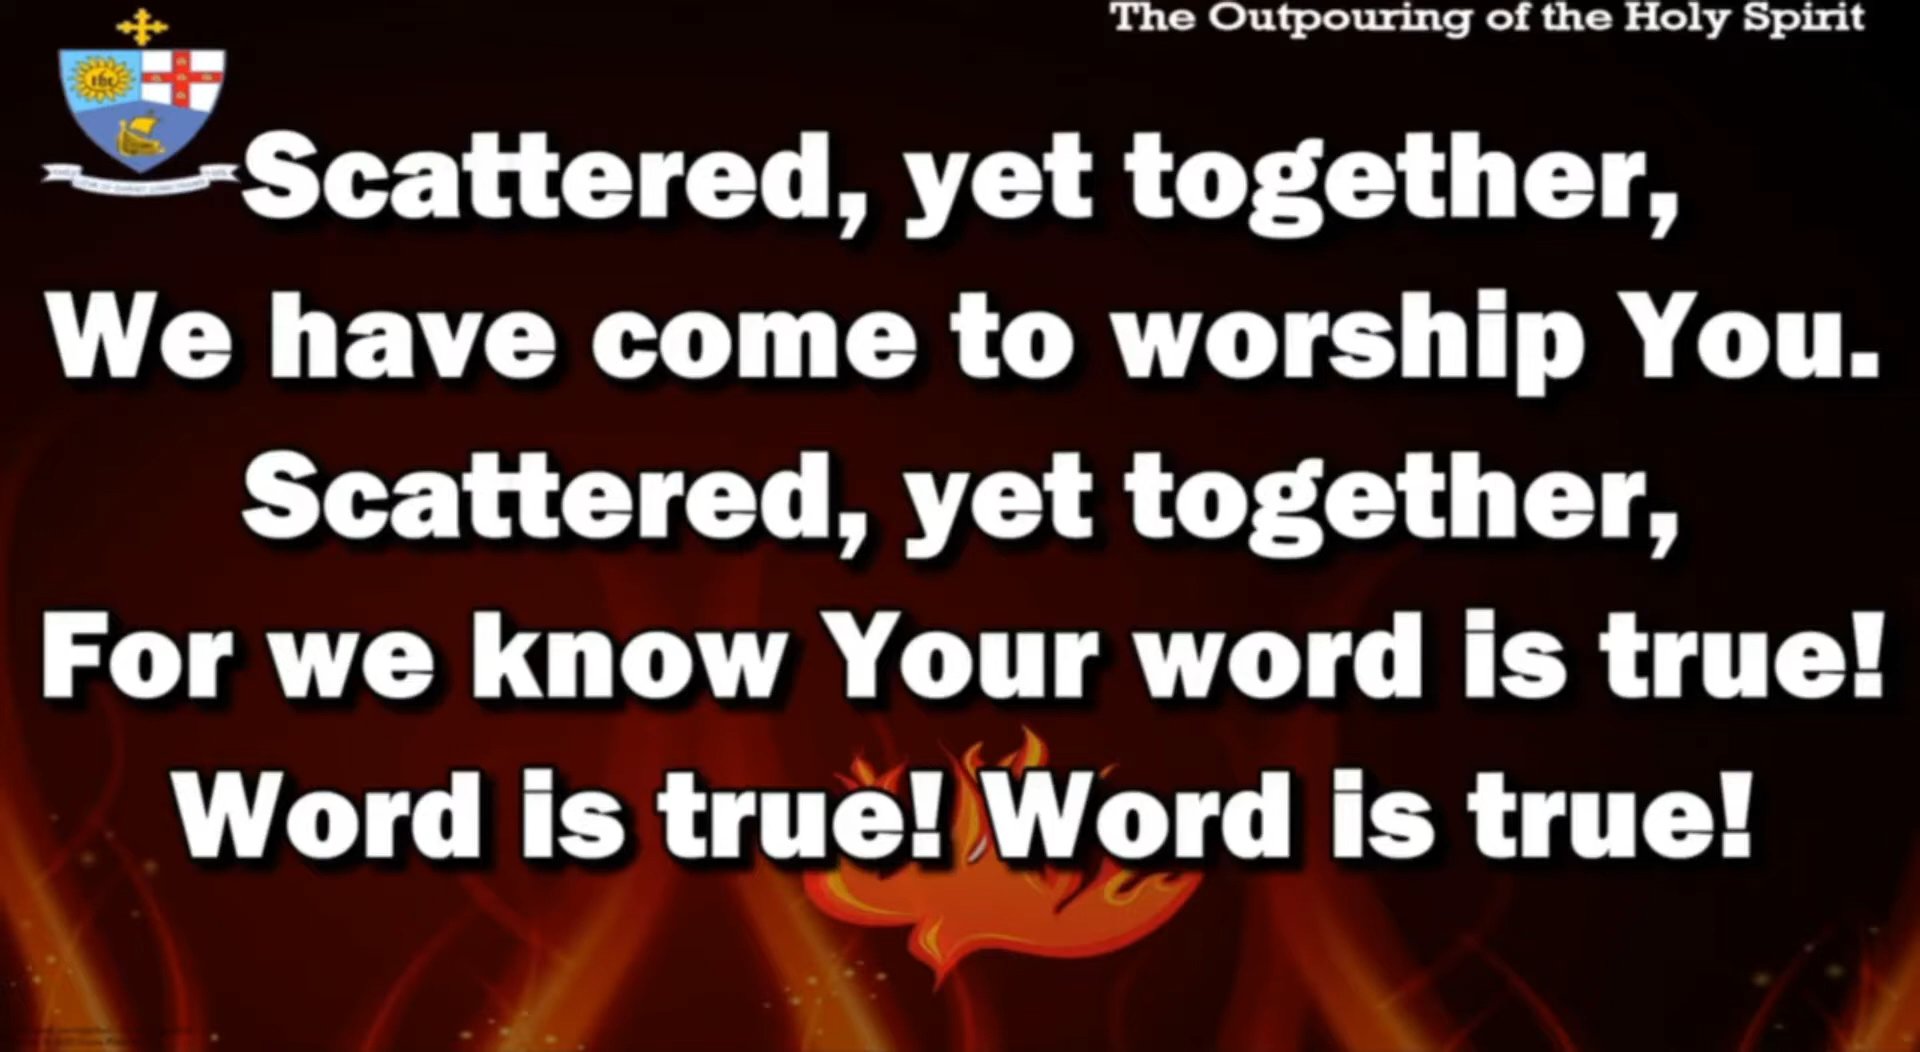 The Outpouring of the Holy Spirit
ihc
Scattered, yet together,
We have come to worship You.
Scattered, yet together,
For we know Your word is true!
Word is true! Word is true!